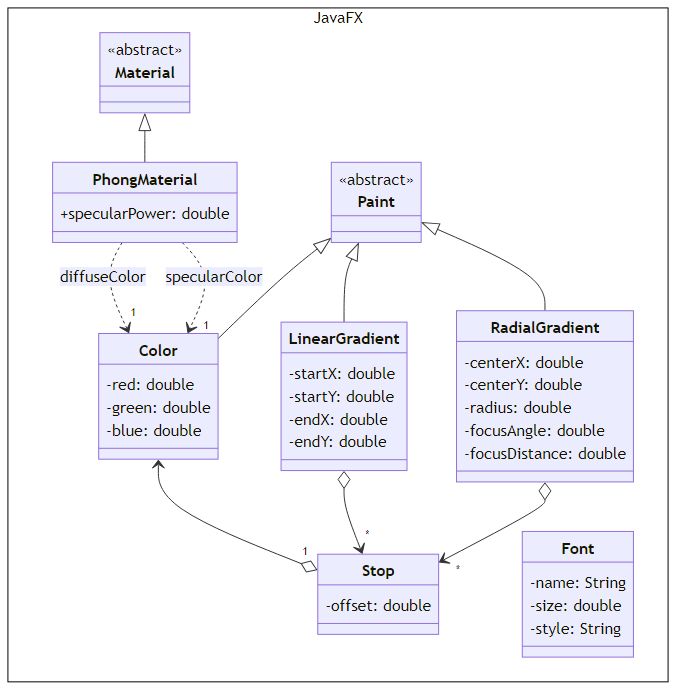 JavaFX
«abstract»
Material
PhongMaterial
+specularPower: double
«abstract»
Paint
diffuseColor
specularColor
1
1
Color
-red: double
-green: double
-blue: double
LinearGradient
-startX: double
-startY: double
-endX: double
-endY: double
RadialGradient
-centerX: double
-centerY: double
-radius: double
-focusAngle: double
-focusDistance: double
1
*
*
Stop
-offset: double
Font
-name: String
-size: double
-style: String